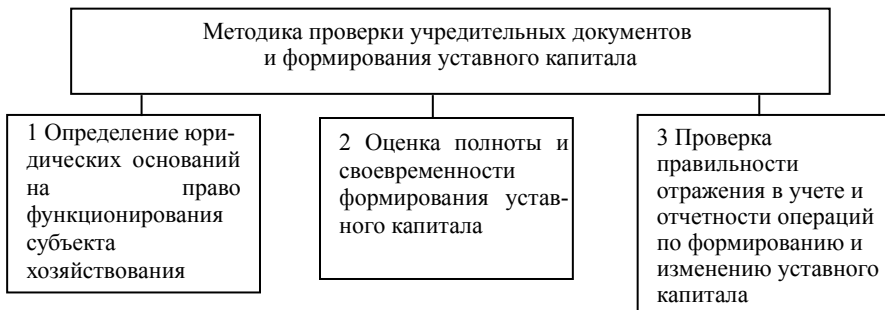 Методика проверки учредительных документов
и формирования уставного капитала
1 Определение юри-
дических оснований
на право
функционирования
субъекта
хозяйствования
2 Оценка полноты и
своевременности
формирования устав-
ного капитала
3 Проверка
правильности
отражения в учете и
отчетности операций
по формированию и
изменению уставного
капитала